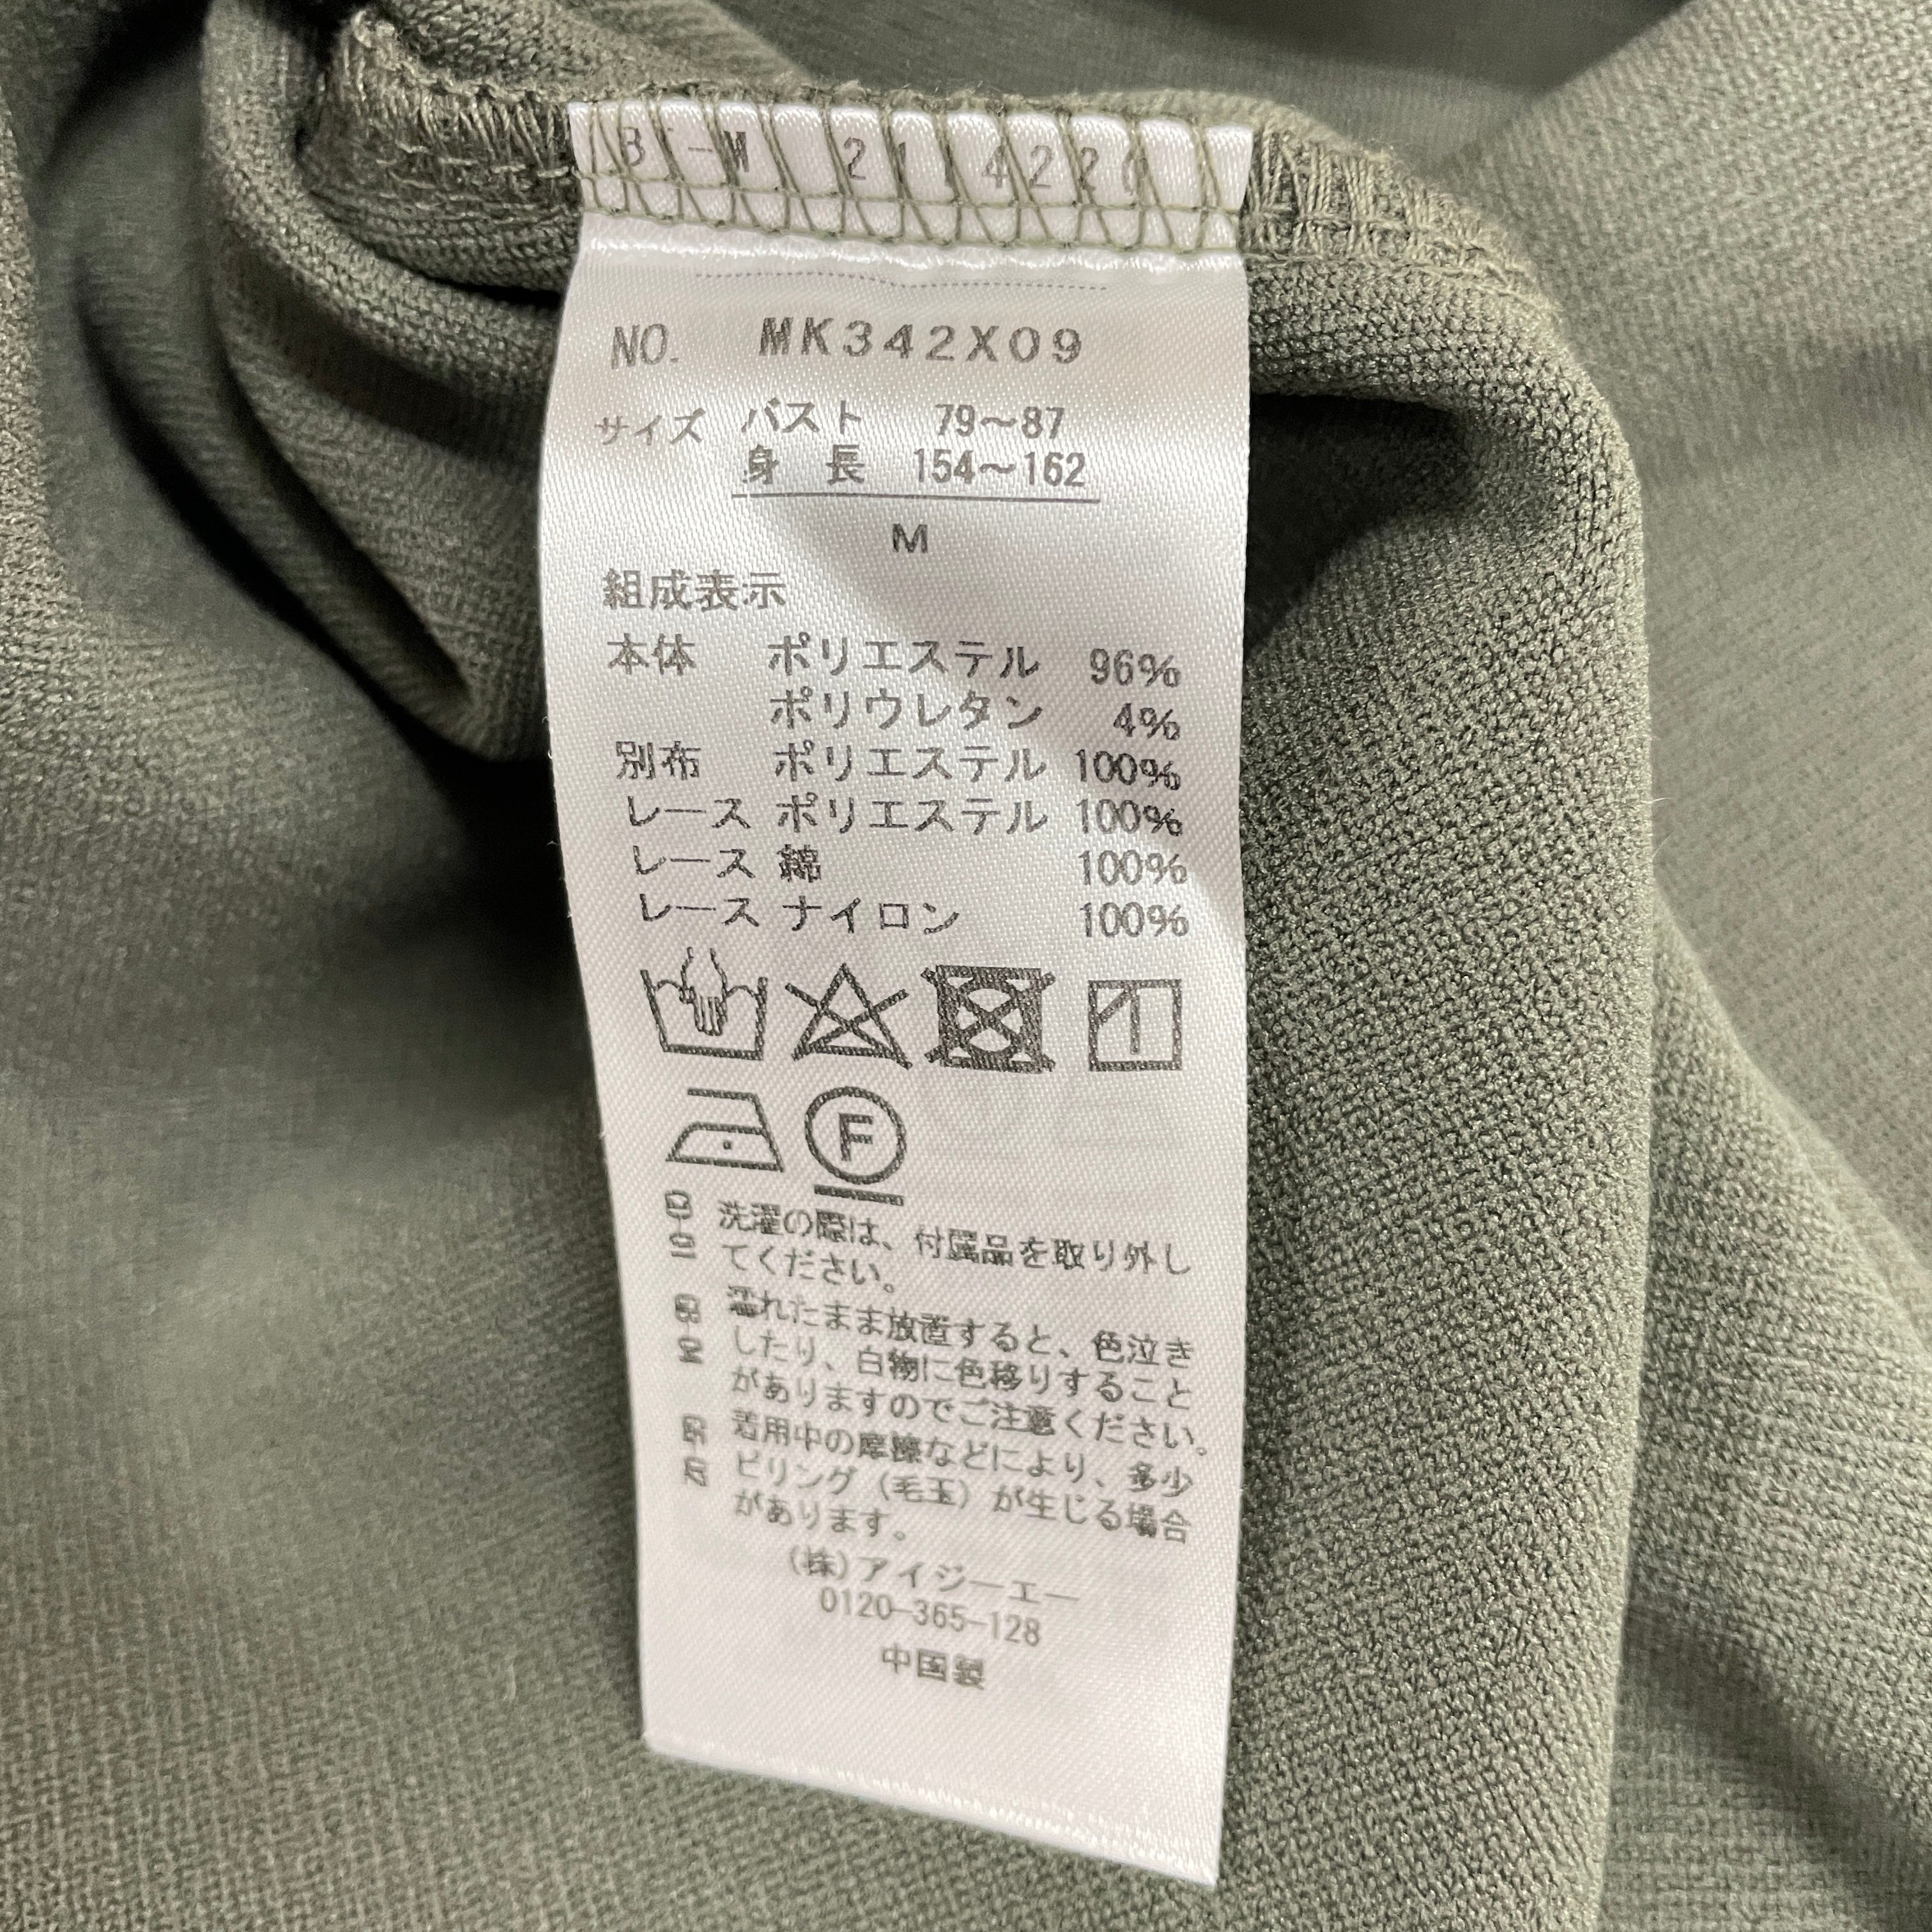 NO. MK342X09
サイズ バスト 79～87
身 長 154～162
M
組成表示
本体 ポリエステル 96%
ポリウレタン 4%
別布 ポリエステル 100%
レース ポリエステル 100%
レース 綿 100%
レース ナイロン 100%
F
洗濯の際は、付属品を取り外し
てください。
濡れたまま放置すると、色泣き
したり、白物に色移りすること
がありますのでご注意ください。
着用中の摩擦などにより、多少
ピリング（毛玉）が生じる場合
があります。
(株)アイジーエー
0120-365-128
中国製